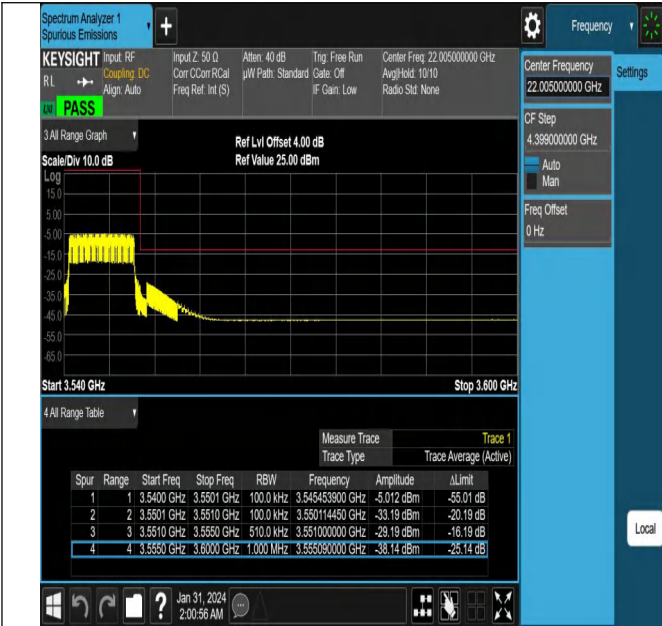 Spectrum Analyzer 1
Spurious Emissions
+
Frequency
KEYSIGHT Input: RF Input Z: 50 Ω Atten: 40 dB Trig: Free Run Center Freq: 22.005000000 GHz
RL Coupling: DC Corr CCorr RCal µW Path: Standard Gate: Off Avg|Hold: 10/10
Align: Auto Freq Ref: Int (S) IF Gain: Low Radio Std: None
LXI PASS
Center Frequency
22.005000000 GHz
Settings
CF Step
4.399000000 GHz
Auto
Man
Freq Offset
0 Hz
3 All Range Graph
Ref Lvl Offset 4.00 dB
Scale/Div 10.0 dB Ref Value 25.00 dBm
Log
15.0
5.00
-5.00
-15.0
-25.0
-35.0
-45.0
-55.0
-65.0
Start 3.540 GHz Stop 3.600 GHz
4 All Range Table
Measure Trace Trace 1
Trace Type Trace Average (Active)
Spur Range Start Freq Stop Freq RBW Frequency Amplitude ΔLimit
1 1 3.5400 GHz 3.5501 GHz 100.0 kHz 3.545453900 GHz -5.012 dBm -55.01 dB
2 2 3.5501 GHz 3.5510 GHz 100.0 kHz 3.550114450 GHz -33.19 dBm -20.19 dB
3 3 3.5510 GHz 3.5550 GHz 510.0 kHz 3.551000000 GHz -29.19 dBm -16.19 dB
4 4 3.5550 GHz 3.6000 GHz 1.000 MHz 3.555090000 GHz -38.14 dBm -25.14 dB
Local
? Jan 31, 2024
2:00:56 AM